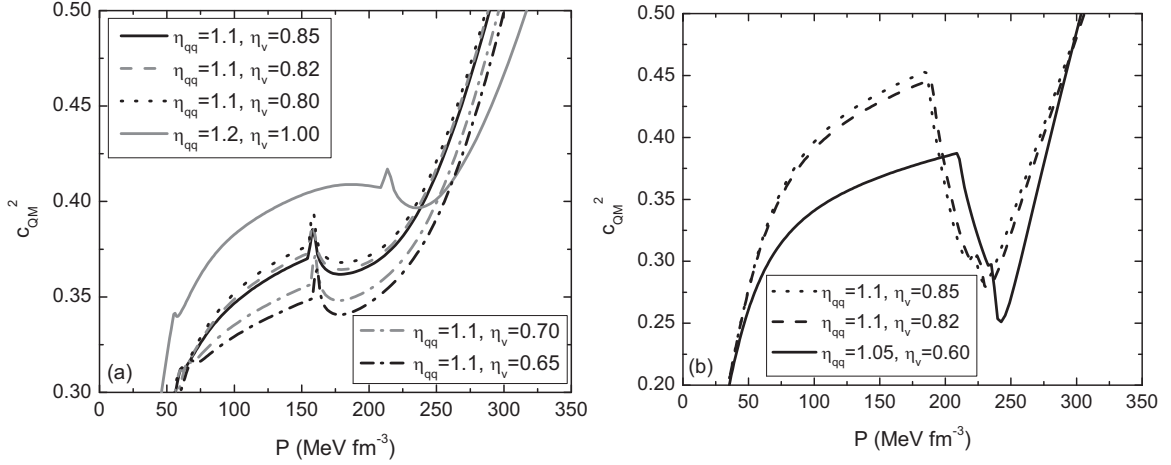 0.50
0.45
0.40
0.35
0.30
c_QM^2
0 50 100 150 200 250 300 350
P (MeV fm^-3)
η_qq=1.1, η_v=0.85
η_qq=1.1, η_v=0.82
η_qq=1.1, η_v=0.80
η_qq=1.2, η_v=1.00
η_qq=1.1, η_v=0.70
η_qq=1.1, η_v=0.65
(a)
0.50
0.45
0.40
0.35
0.30
0.25
0.20
c_QM^2
0 50 100 150 200 250 300 350
P (MeV fm^-3)
η_qq=1.1, η_v=0.85
η_qq=1.1, η_v=0.82
η_qq=1.05, η_v=0.60
(b)